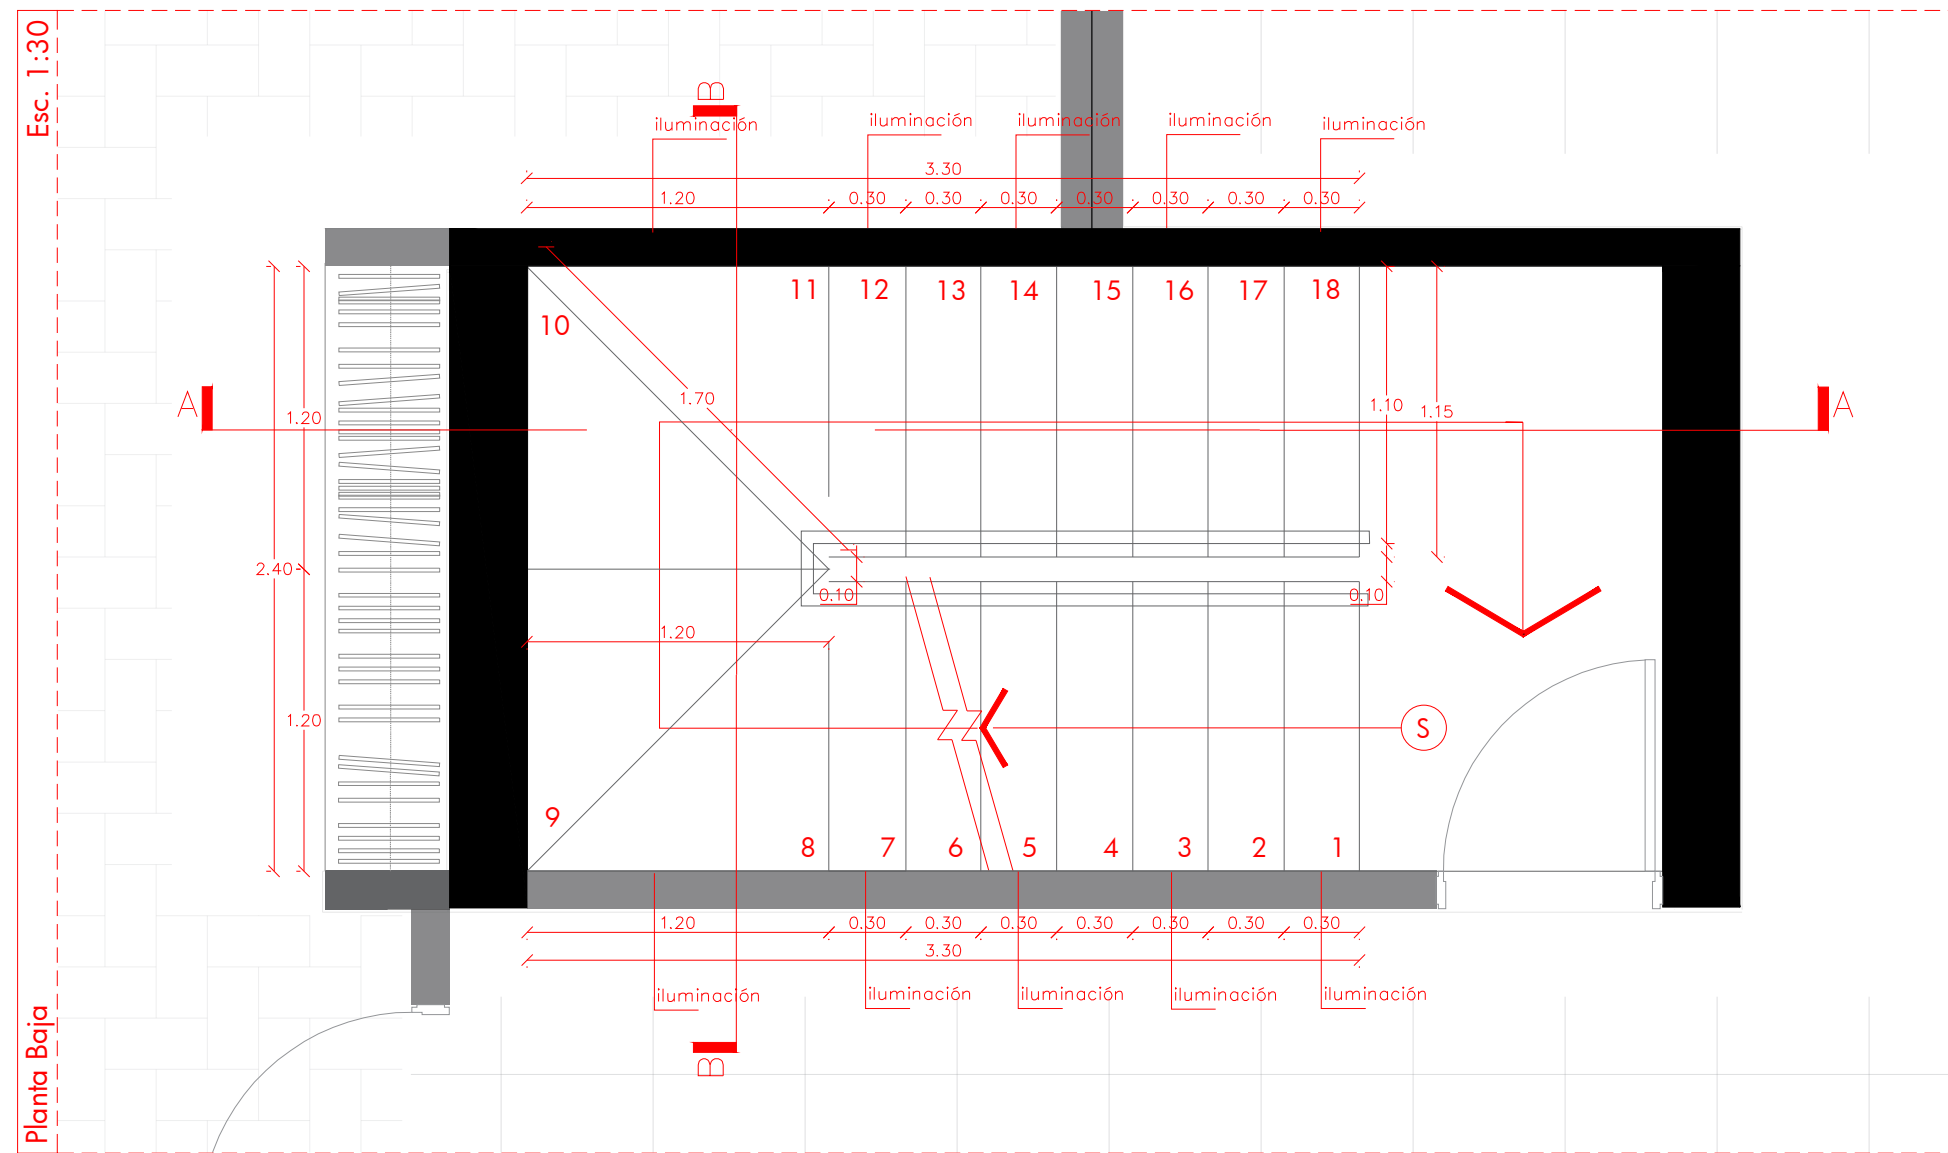 Esc. 1:30
Planta Baja
B
iluminación
iluminación
iluminación
iluminación
iluminación
3.30
1.20 0.30 0.30 0.30 0.30 0.30 0.30 0.30
11 12 13 14 15 16 17 18
10
1.70
A
1.20
1.10 1.15
A
2.40
0.10 0.10
1.20
1.20
S
9
8 7 6 5 4 3 2 1
1.20 0.30 0.30 0.30 0.30 0.30 0.30 0.30
3.30
iluminación
iluminación
iluminación
iluminación
iluminación
B